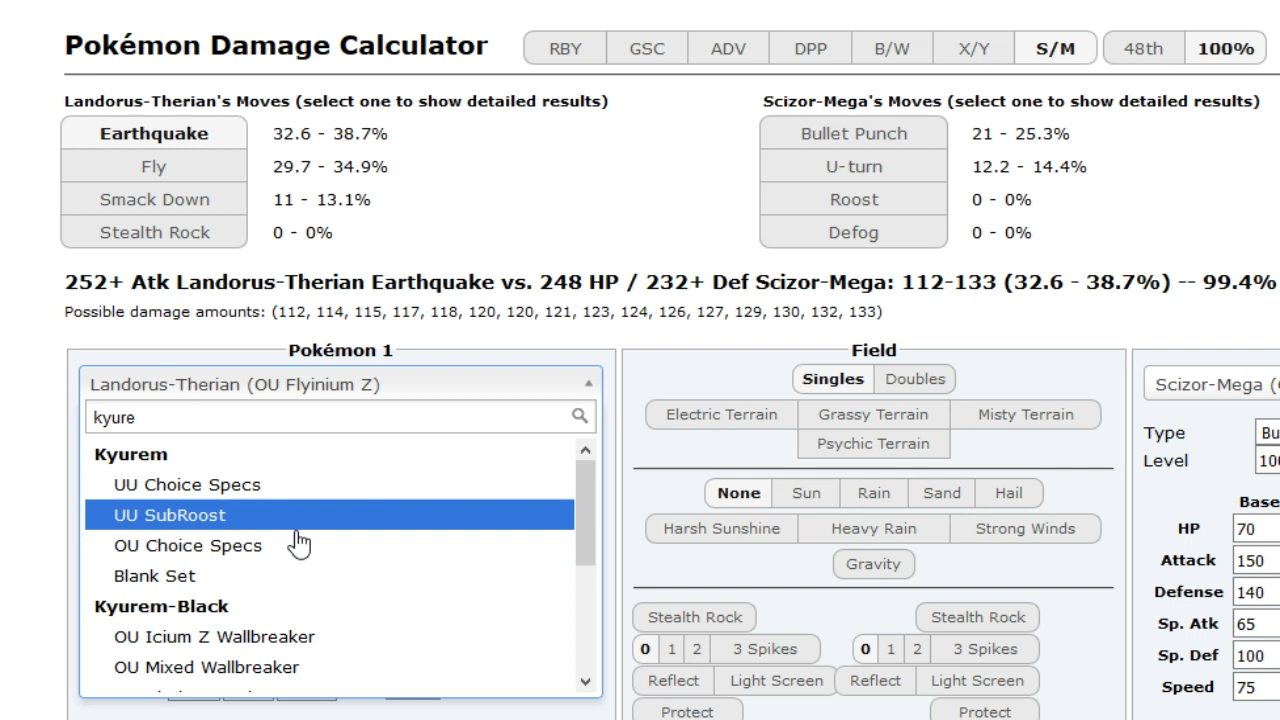 Pokémon Damage Calculator RBY GSC ADV DPP B/W X/Y S/M 48th 100%
Landorus-Therian's Moves (select one to show detailed results)
Earthquake 32.6 - 38.7%
Fly 29.7 - 34.9%
Smack Down 11 - 13.1%
Stealth Rock 0 - 0%
Scizor-Mega's Moves (select one to show detailed results)
Bullet Punch 21 - 25.3%
U-turn 12.2 - 14.4%
Roost 0 - 0%
Defog 0 - 0%
252+ Atk Landorus-Therian Earthquake vs. 248 HP / 232+ Def Scizor-Mega: 112-133 (32.6 - 38.7%) -- 99.4%
Possible damage amounts: (112, 114, 115, 117, 118, 120, 120, 121, 123, 124, 126, 127, 129, 130, 132, 133)
Pokémon 1
Landorus-Therian (OU Flyinium Z)
kyure
Kyurem
UU Choice Specs
UU SubRoost
OU Choice Specs
Blank Set
Kyurem-Black
OU Icium Z Wallbreaker
OU Mixed Wallbreaker
Field
Singles Doubles
Electric Terrain Grassy Terrain Misty Terrain
Psychic Terrain
None Sun Rain Sand Hail
Harsh Sunshine Heavy Rain Strong Winds
Gravity
Stealth Rock Stealth Rock
0 1 2 3 Spikes 0 1 2 3 Spikes
Reflect Light Screen Reflect Light Screen
Protect Protect
Scizor-Mega (
Type Bu
Level 100
Base
HP 70
Attack 150
Defense 140
Sp. Atk 65
Sp. Def 100
Speed 75